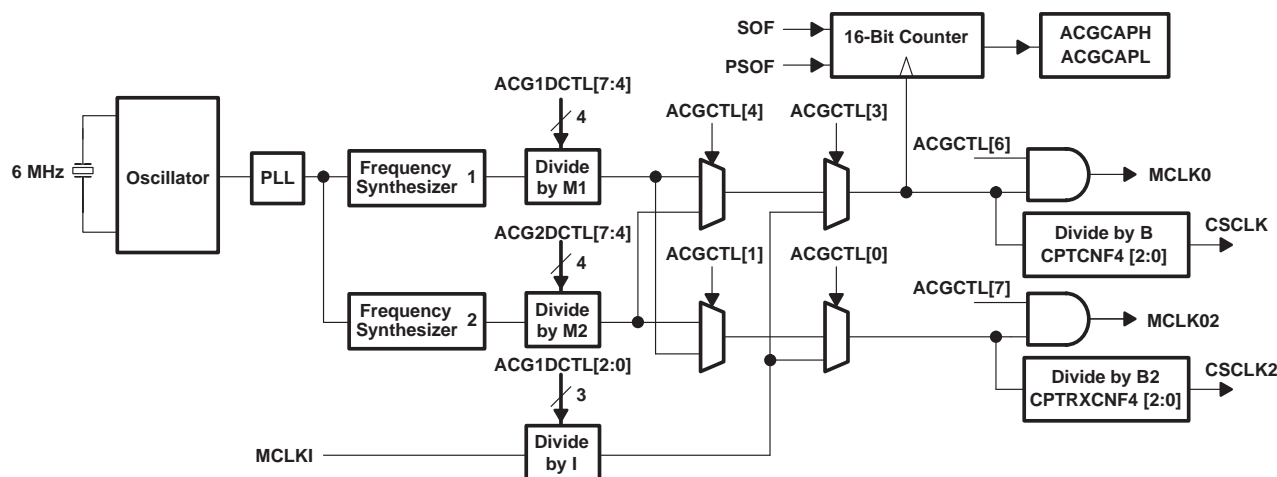 SOF
PSOF
16-Bit Counter
ACGCAPH
ACGCAPL
ACG1DCTL[7:4]
4
ACGCTL[4]
ACGCTL[3]
ACGCTL[6]
MCLK0
6 MHz
Oscillator
PLL
Frequency
Synthesizer
1
Divide
by M1
Divide by B
CPTCNF4 [2:0]
CSCLK
ACG2DCTL[7:4]
4
ACGCTL[1]
ACGCTL[0]
ACGCTL[7]
MCLK02
Frequency
Synthesizer
2
Divide
by M2
ACG1DCTL[2:0]
3
Divide by B2
CPTRXCNF4 [2:0]
CSCLK2
MCLKI
Divide
by I